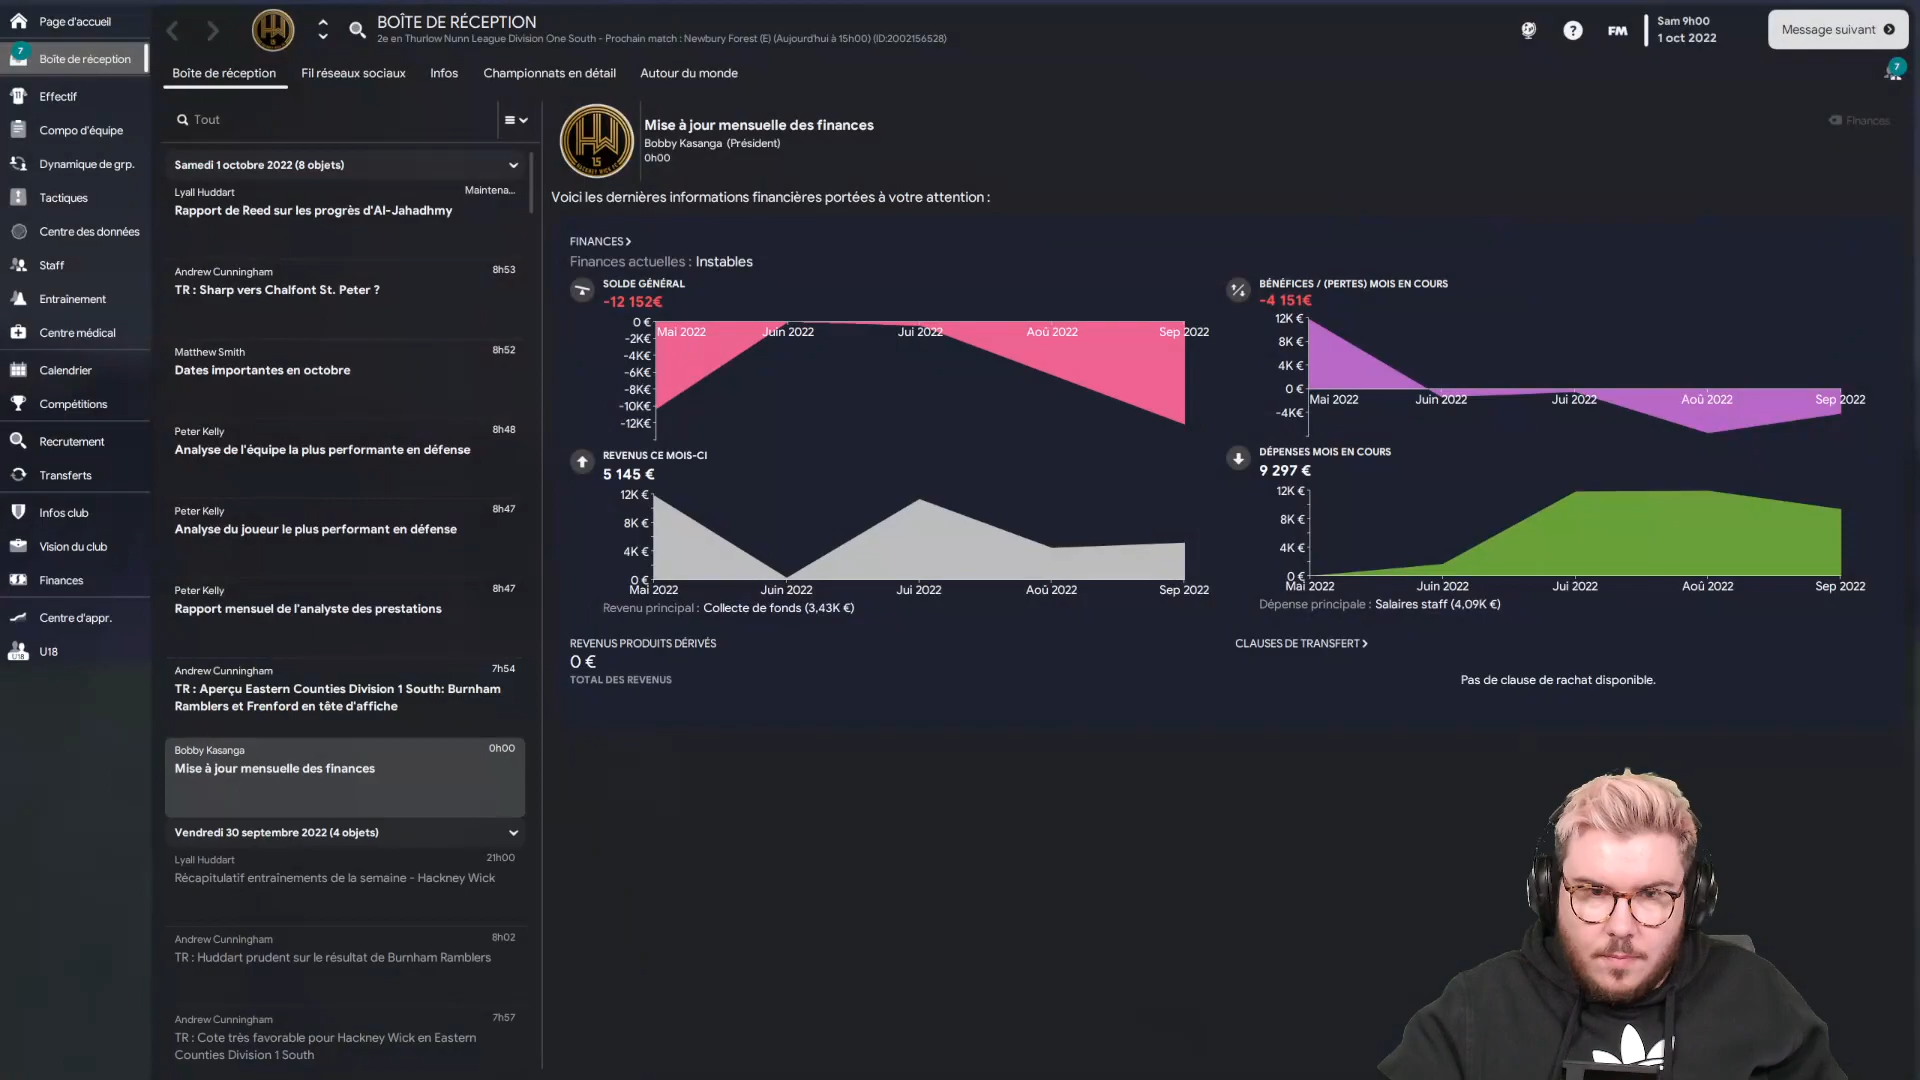 Page d'accueil
7
Boîte de réception
Effectif
Compo d'équipe
Dynamique de grp.
Tactiques
Centre des données
Staff
Entraînement
Centre médical
Calendrier
Compétitions
Recrutement
Transferts
Infos club
Vision du club
Finances
Centre d'appr.
U18
U18
BOÎTE DE RÉCEPTION
2e en Thurlow Nunn League Division One South - Prochain match : Newbury Forest (E) (Aujourd'hui à 15h00) (ID:2002156528)
?
FM
Sam 9h00
1 oct 2022
Message suivant
7
Boîte de réception
Fil réseaux sociaux
Infos
Championnats en détail
Autour du monde
Tout
Samedi 1 octobre 2022 (8 objets)
Lyall Huddart
Maintena...
Rapport de Reed sur les progrès d'Al-Jahadhmy
Andrew Cunningham
8h53
TR : Sharp vers Chalfont St. Peter ?
Matthew Smith
8h52
Dates importantes en octobre
Peter Kelly
8h48
Analyse de l'équipe la plus performante en défense
Peter Kelly
8h47
Analyse du joueur le plus performant en défense
Peter Kelly
8h47
Rapport mensuel de l'analyste des prestations
Andrew Cunningham
7h54
TR : Aperçu Eastern Counties Division 1 South: Burnham
Ramblers et Frenford en tête d'affiche
Bobby Kasanga
0h00
Mise à jour mensuelle des finances
Vendredi 30 septembre 2022 (4 objets)
Lyall Huddart
21h00
Récapitulatif entraînements de la semaine - Hackney Wick
Andrew Cunningham
8h02
TR : Huddart prudent sur le résultat de Burnham Ramblers
Andrew Cunningham
7h57
TR : Cote très favorable pour Hackney Wick en Eastern
Counties Division 1 South
HW
15
HACKNEY WICK FC
Mise à jour mensuelle des finances
Bobby Kasanga (Président)
0h00
Finances
Voici les dernières informations financières portées à votre attention :
FINANCES
Finances actuelles : Instables
SOLDE GÉNÉRAL
-12 152€
0 €
-2K€
-4K€
-6K€
-8K€
-10K€
-12K€
Mai 2022
Juin 2022
Jui 2022
Aoû 2022
Sep 2022
BÉNÉFICES / (PERTES) MOIS EN COURS
-4 151€
12K €
8K €
4K €
0 €
-4K€
Mai 2022
Juin 2022
Jui 2022
Aoû 2022
Sep 2022
REVENUS CE MOIS-CI
5 145 €
12K €
8K €
4K €
0 €
Mai 2022
Juin 2022
Jui 2022
Aoû 2022
Sep 2022
Revenu principal : Collecte de fonds (3,43K €)
DÉPENSES MOIS EN COURS
9 297 €
12K €
8K €
4K €
0 €
Mai 2022
Juin 2022
Jui 2022
Aoû 2022
Sep 2022
Dépense principale : Salaires staff (4,09K €)
REVENUS PRODUITS DÉRIVÉS
0 €
TOTAL DES REVENUS
CLAUSES DE TRANSFERT
Pas de clause de rachat disponible.